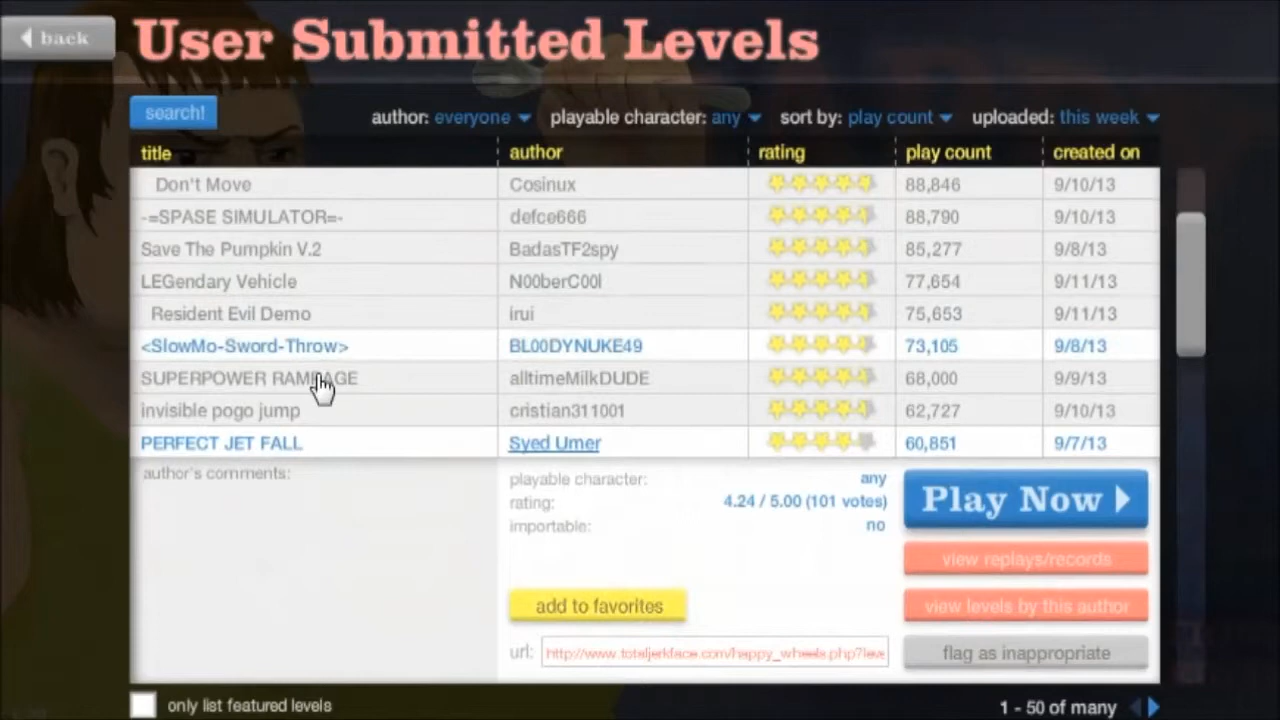 back
User Submitted Levels
search!
author: everyone playable character: any sort by: play count uploaded: this week
title author rating play count created on
Don't Move Cosinux 88,846 9/10/13
-=SPASE SIMULATOR=- defce666 88,790 9/10/13
Save The Pumpkin V.2 BadasTF2spy 85,277 9/8/13
LEGendary Vehicle N00berC00l 77,654 9/11/13
Resident Evil Demo irui 75,653 9/11/13
<SlowMo-Sword-Throw> BL00DYNUKE49 73,105 9/8/13
SUPERPOWER RAMPAGE alltimeMilkDUDE 68,000 9/9/13
invisible pogo jump cristian311001 62,727 9/10/13
PERFECT JET FALL Syed Umer 60,851 9/7/13
author's comments:
playable character: any
rating: 4.24 / 5.00 (101 votes)
importable: no
Play Now
view replays/records
add to favorites
view levels by this author
url: http://www.totaljerkface.com/happy_wheels.php?leve
flag as inappropriate
only list featured levels
1 - 50 of many